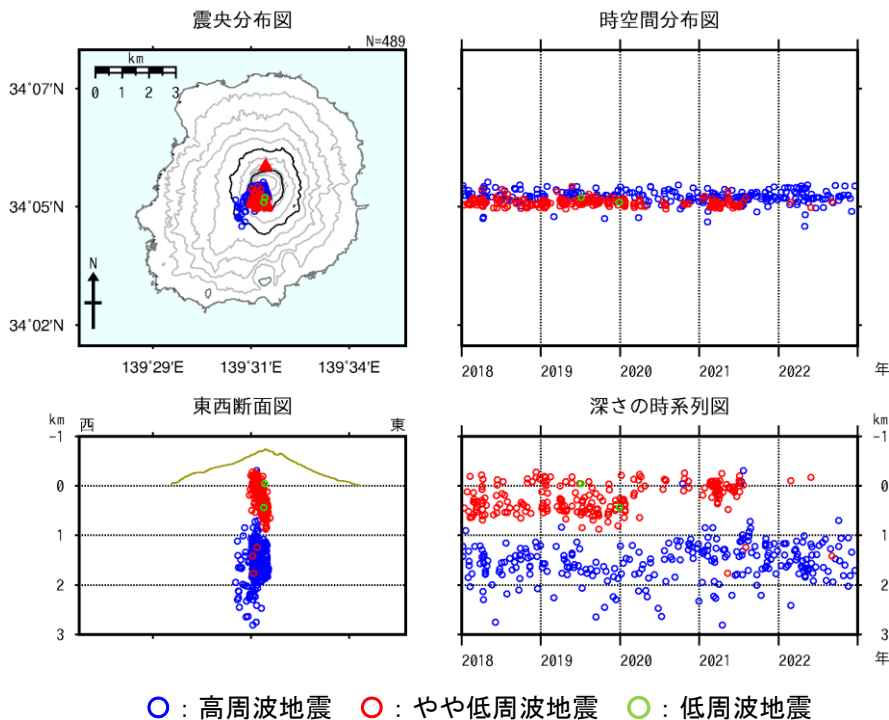 震央分布図
N=489
km
0 1 2 3
34°07'N
34°05'N
34°02'N
N
139°29'E 139°31'E 139°34'E
時空間分布図
2018 2019 2020 2021 2022 年
東西断面図
km 西 東
-1
0
1
2
3
深さの時系列図
km
-1
0
1
2
3
2018 2019 2020 2021 2022 年
：高周波地震 ：やや低周波地震 ：低周波地震